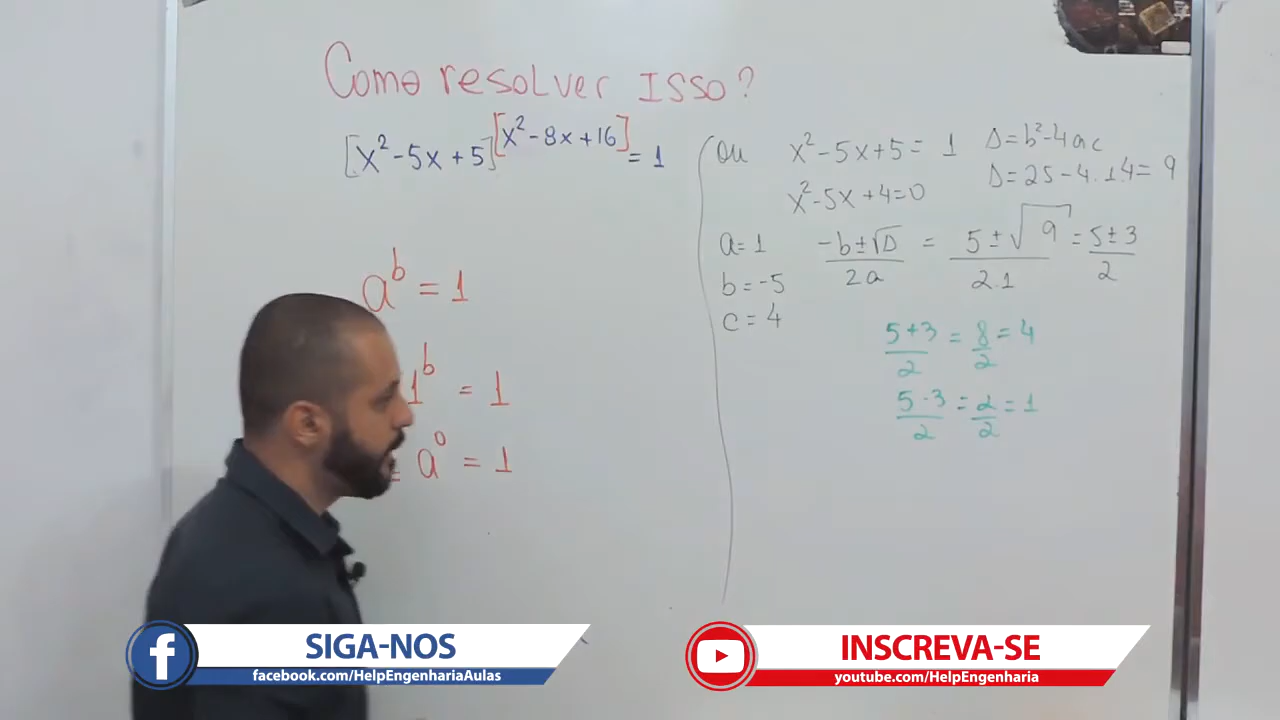 Como resolver Isso?
[x²-5x+5]^[x²-8x+16] = 1
a^b = 1
1^b = 1
a^0 = 1
Ou x²-5x+5 = 1 Δ=b²-4ac
x²-5x+4=0 Δ=25-4.1.4= 9
a=1 -b±√Δ/2a = 5±√9/2.1 = 5±3/2
b=-5
c=4
5+3/2 = 8/2 = 4
5-3/2 = 2/2 = 1
SIGA-NOS
facebook.com/HelpEngenhariaAulas
INSCREVA-SE
youtube.com/HelpEngenharia